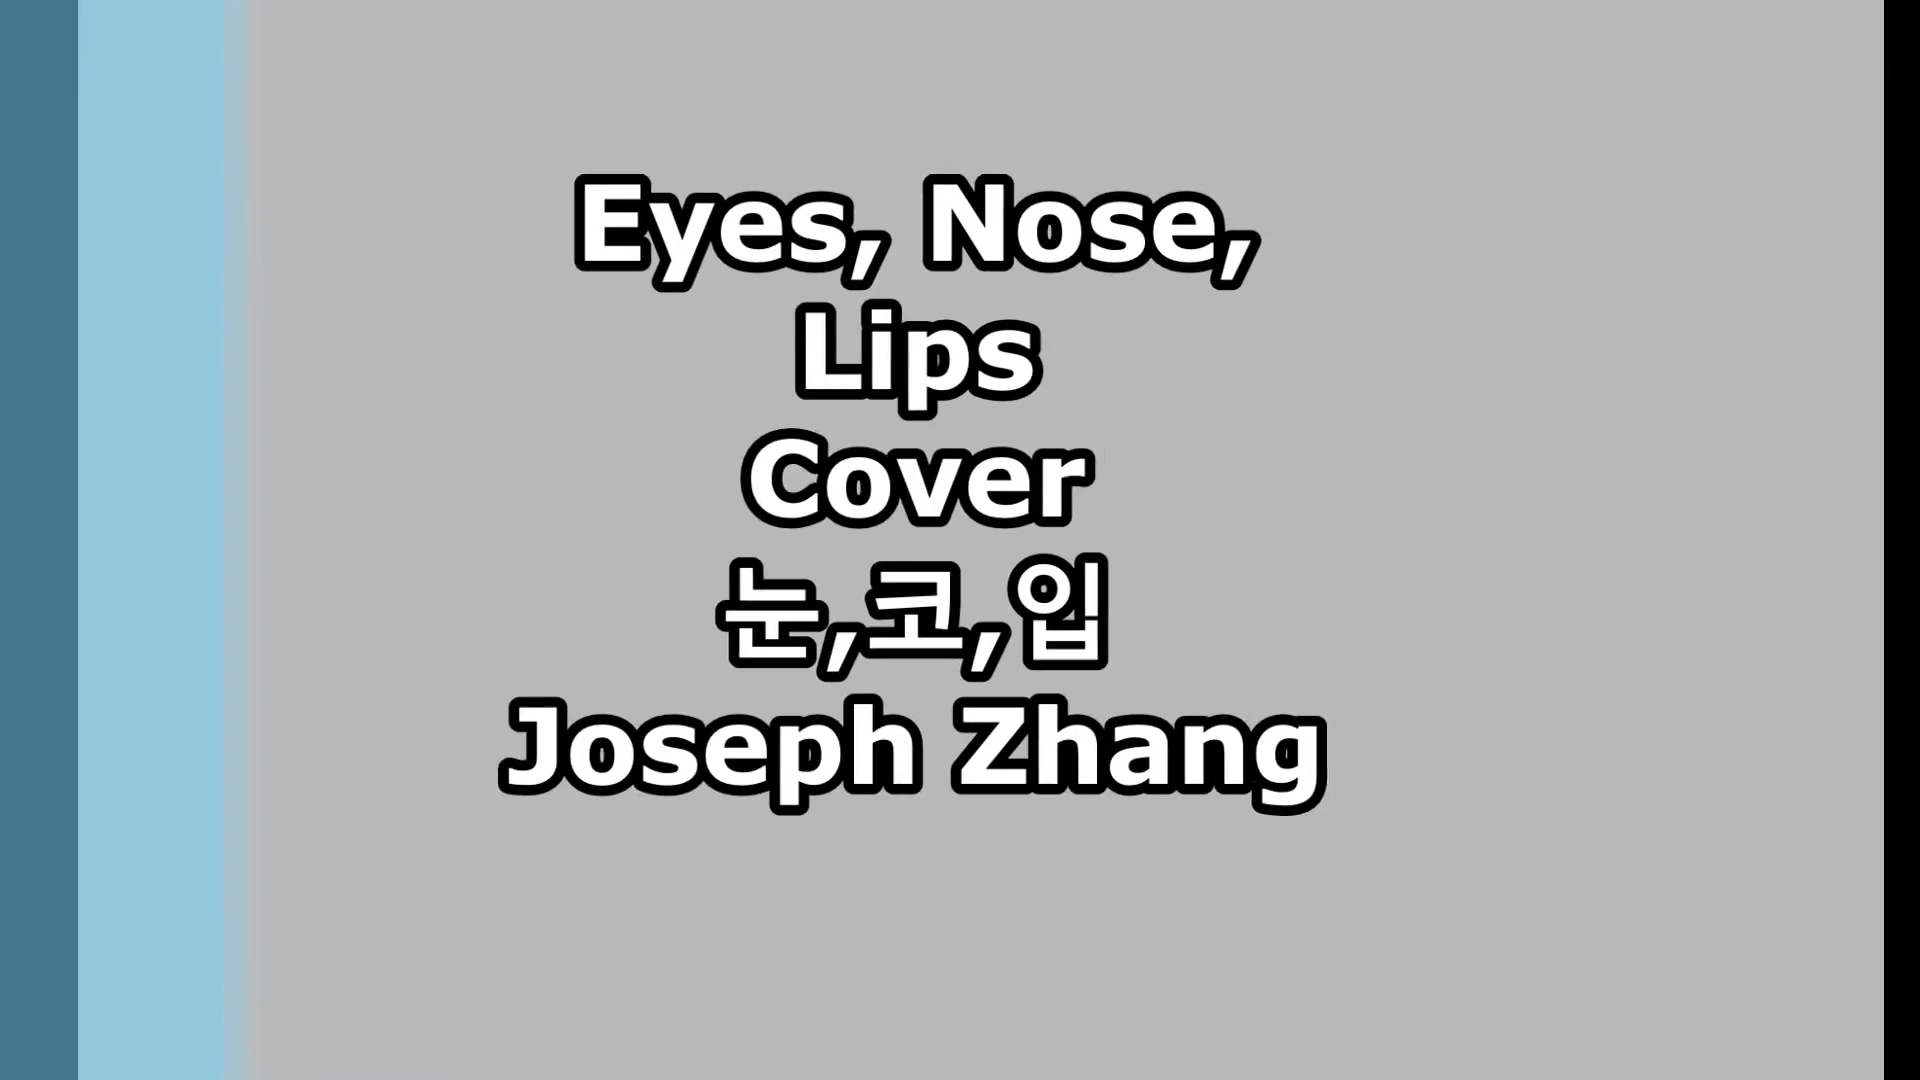 Eyes, Nose,
Lips
Cover
눈,코,입
Joseph Zhang